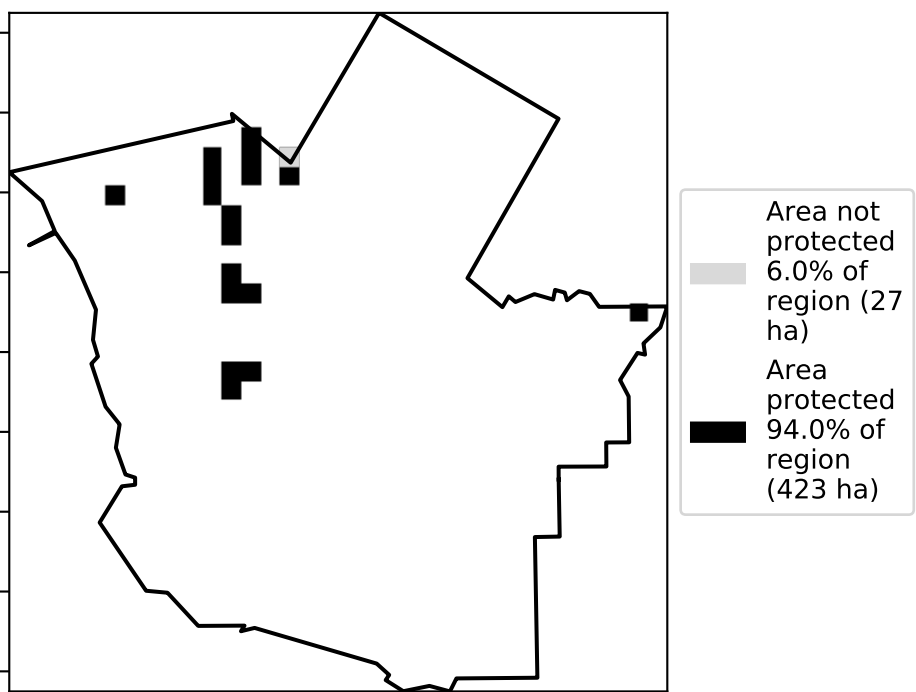 Area not
protected
6.0% of
region (27
ha)
Area
protected
94.0% of
region
(423 ha)